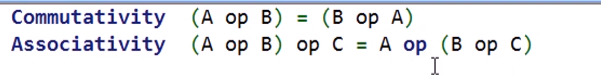 Commutativity (A op B) = (B op A)
Associativity (A op B) op C = A op (B op C)